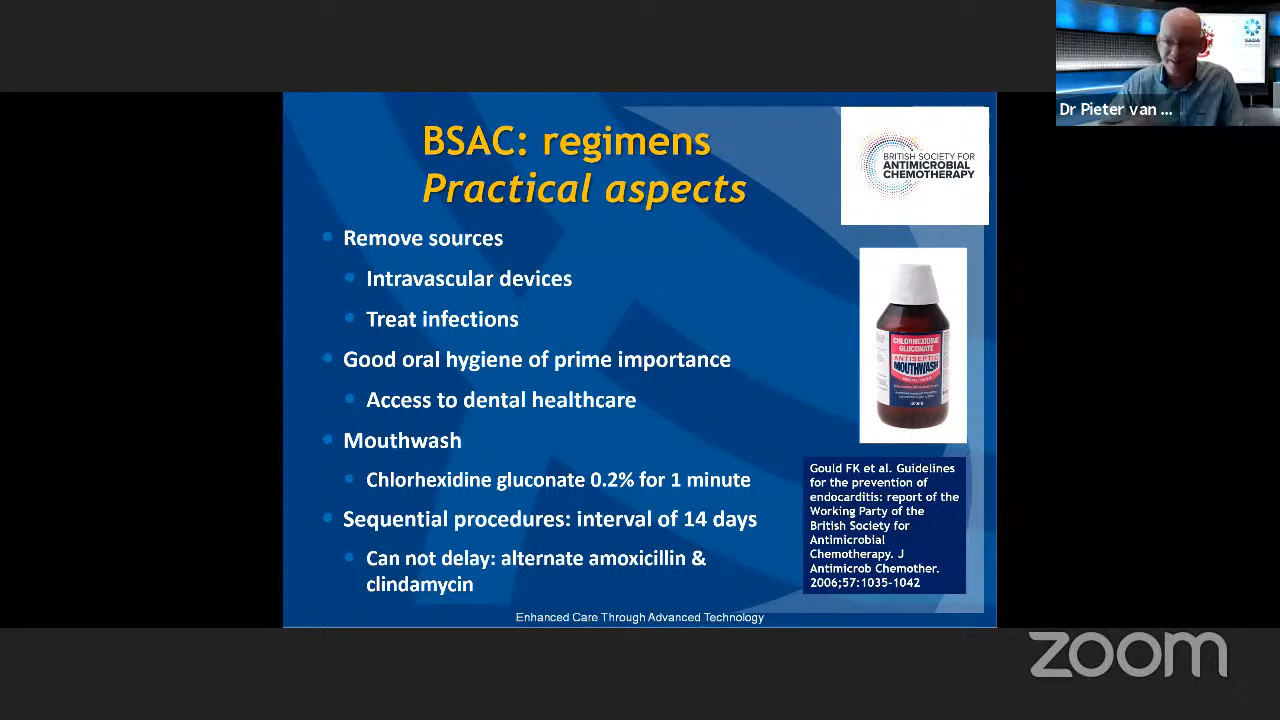 SADA
Dr Pieter van ...
BSAC: regimens
Practical aspects
BRITISH SOCIETY FOR
ANTIMICROBIAL
CHEMOTHERAPY
Remove sources
Intravascular devices
Treat infections
Good oral hygiene of prime importance
Access to dental healthcare
Mouthwash
Chlorhexidine gluconate 0.2% for 1 minute
Sequential procedures: interval of 14 days
Can not delay: alternate amoxicillin &
clindamycin
CHLORHEXIDINE
GLUCONATE
ANTISEPTIC
MOUTHWASH
300ml
Gould FK et al. Guidelines
for the prevention of
endocarditis: report of the
Working Party of the
British Society for
Antimicrobial
Chemotherapy. J
Antimicrob Chemother.
2006;57:1035-1042
Enhanced Care Through Advanced Technology
zoom